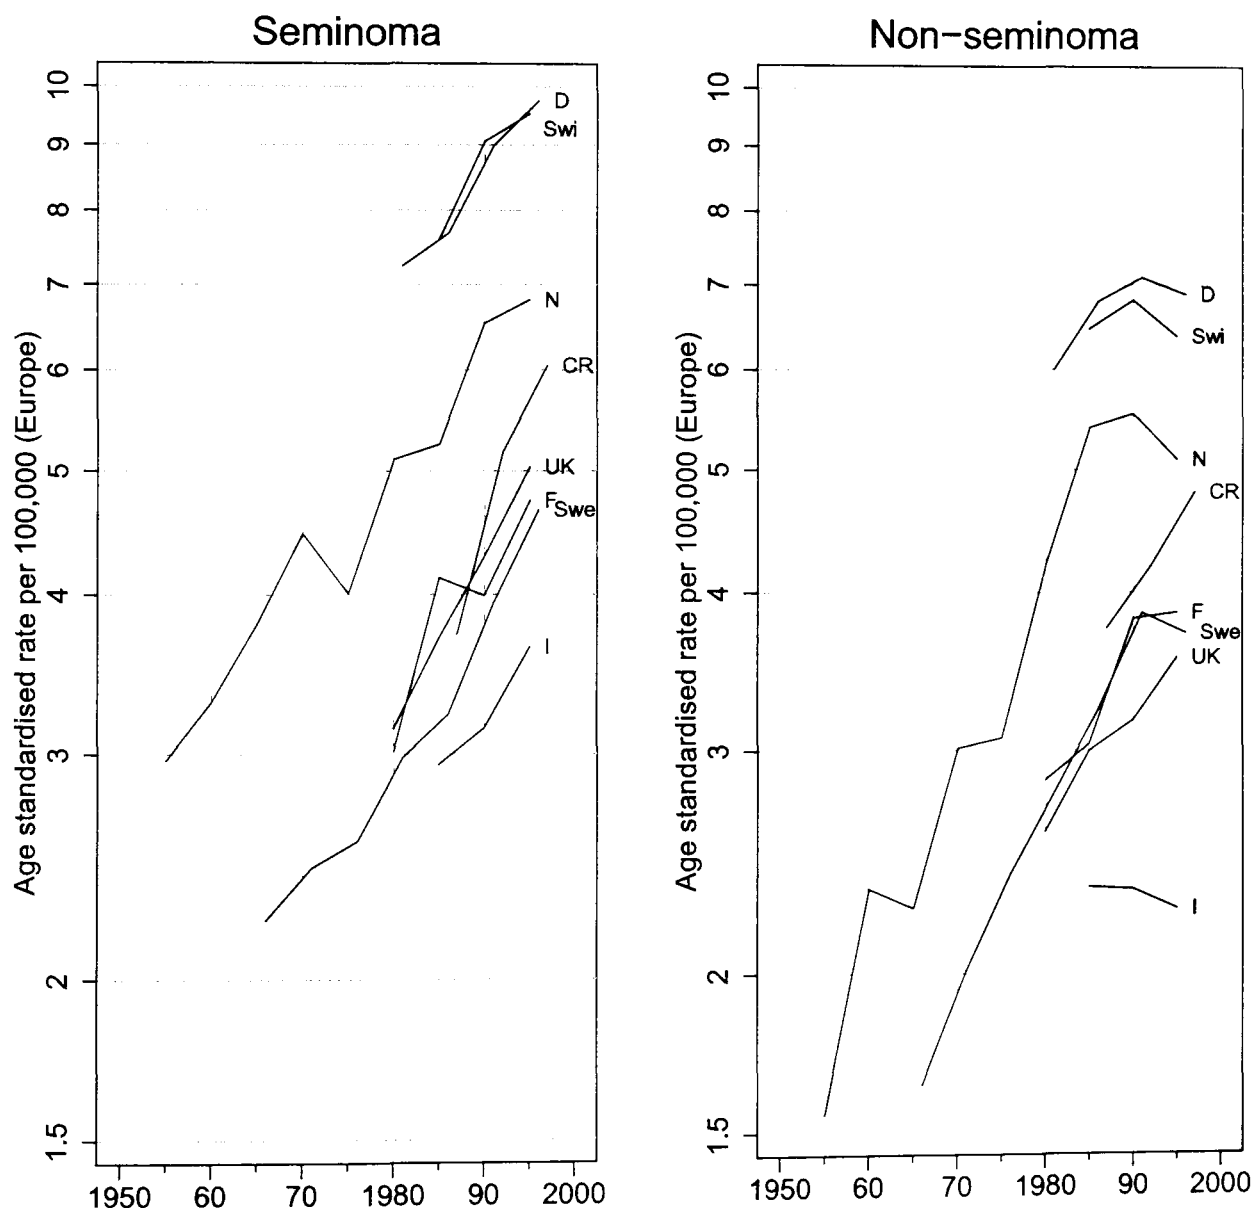 Seminoma
Age standardised rate per 100,000 (Europe)
10
9
8
7
6
5
4
3
2
1.5
D
Swi
N
CR
UK
F
Swe
I
1950 60 70 1980 90 2000
Non-seminoma
Age standardised rate per 100,000 (Europe)
10
9
8
7
6
5
4
3
2
1.5
D
Swi
N
CR
F
Swe
UK
I
1950 60 70 1980 90 2000